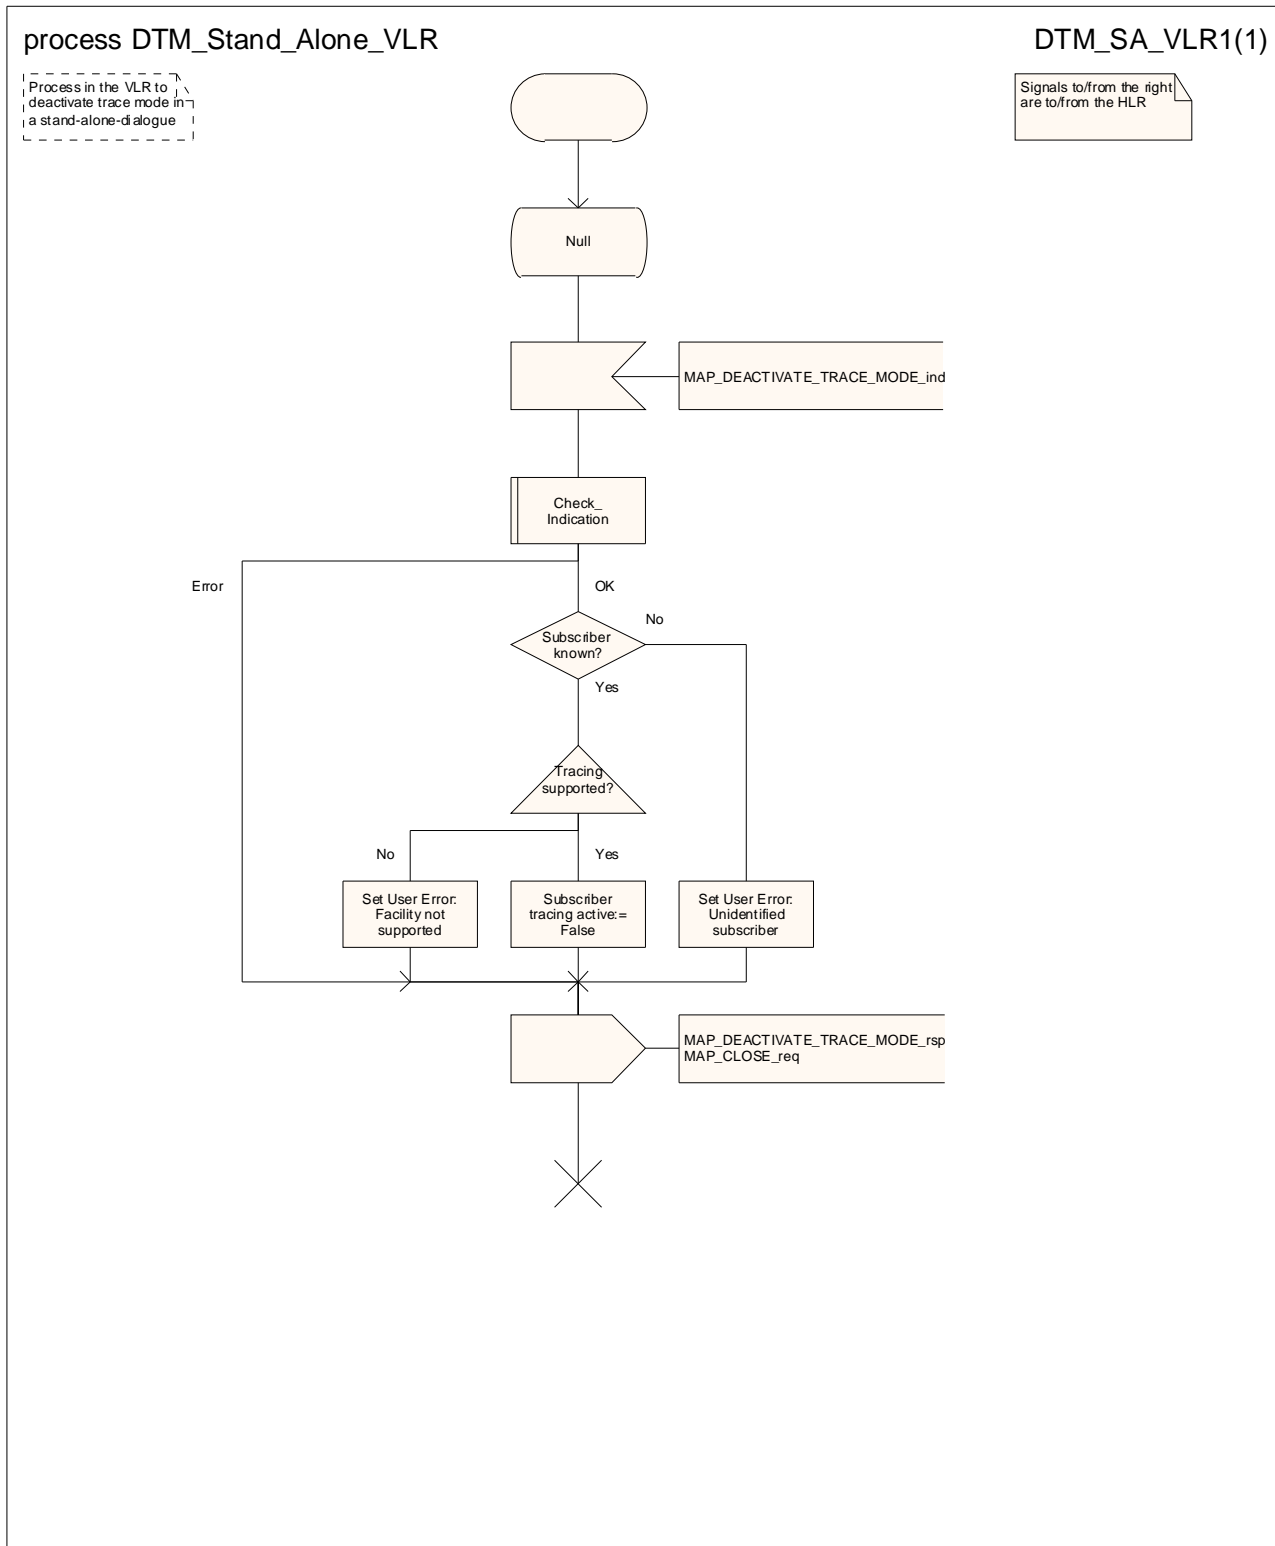 process DTM_Stand_Alone_VLR
DTM_SA_VLR1(1)
Process in the VLR to
deactivate trace mode in
a stand-alone-dialogue
Signals to/from the right
are to/from the HLR
Null
MAP_DEACTIVATE_TRACE_MODE_ind
Check_
Indication
Error
OK
No
Subscriber
known?
Yes
Tracing
supported?
No
Yes
Set User Error:
Facility not
supported
Subscriber
tracing active:=
False
Set User Error:
Unidentified
subscriber
MAP_DEACTIVATE_TRACE_MODE_rsp
MAP_CLOSE_req